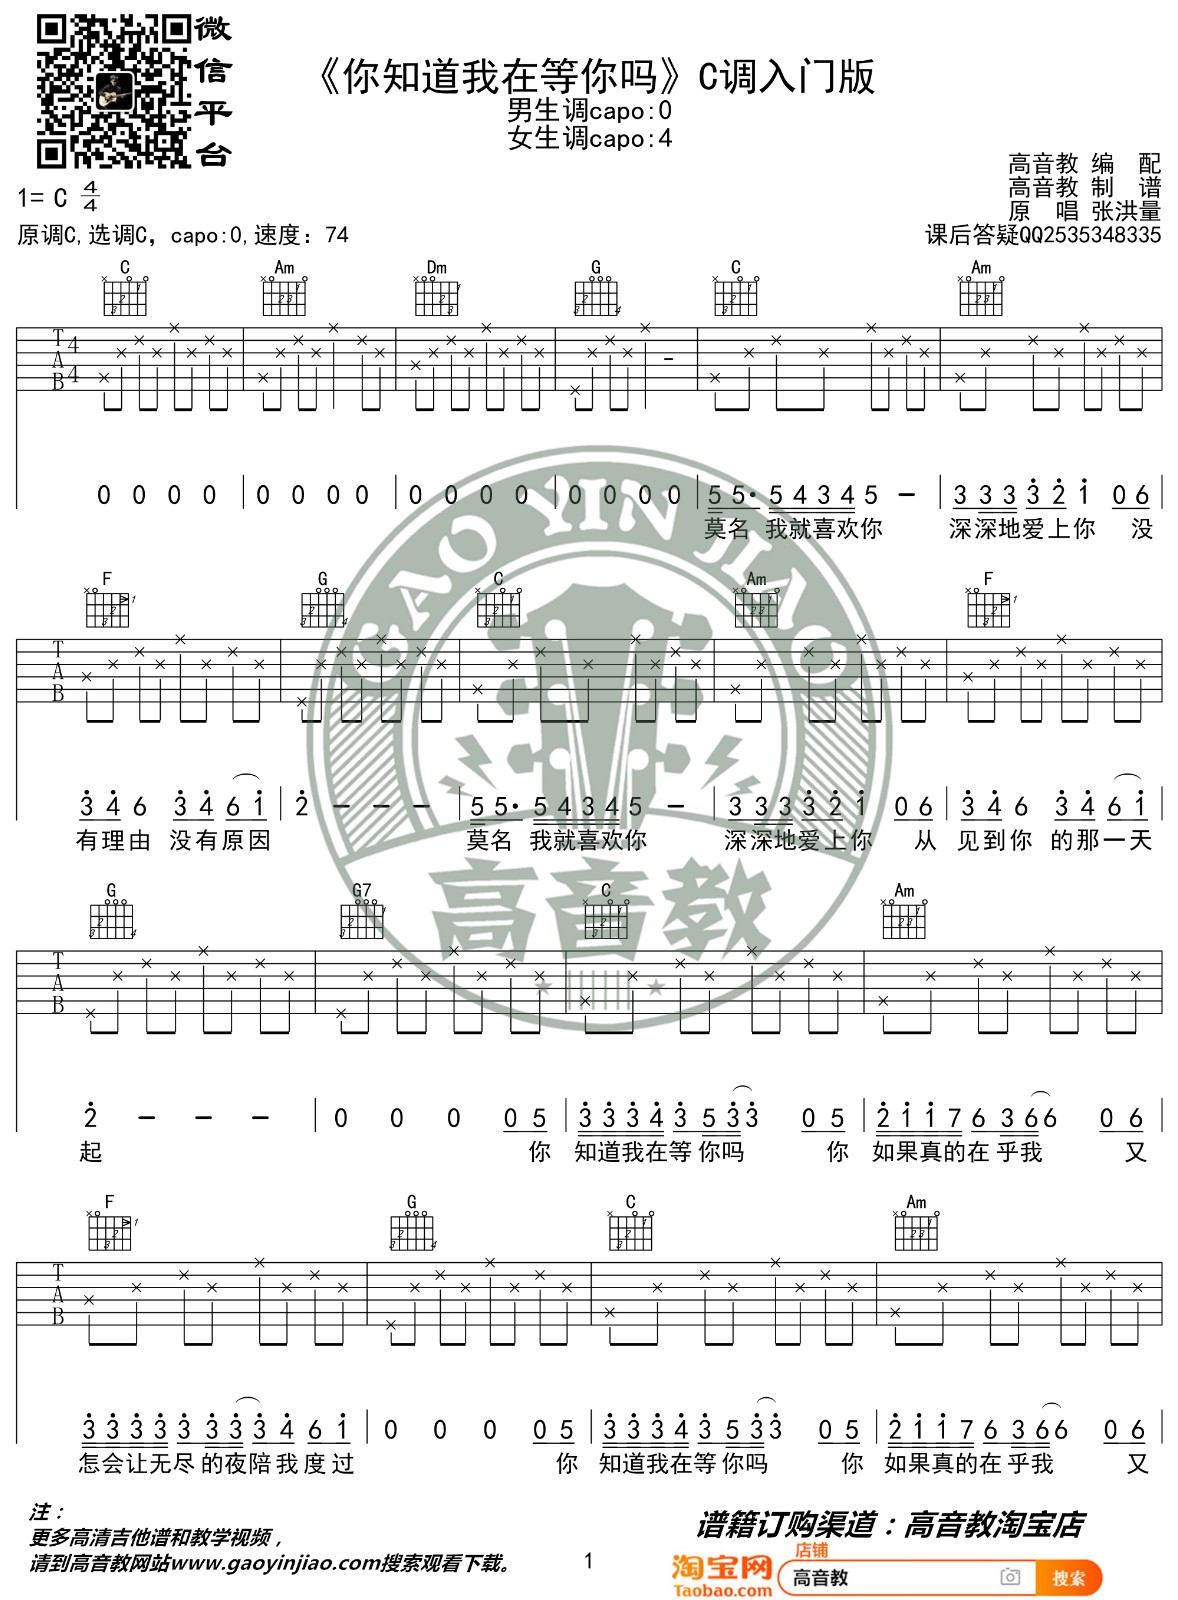 微信平台
《你知道我在等你吗》C调入门版
男生调capo:0
女生调capo:4
高音教 编 配
高音教 制 谱
原 唱 张洪量
课后答疑QQ2535348335
1= C 4/4
原调C,选调C, capo:0,速度: 74
C Am Dm G C Am
T A B 4 4
0 0 0 0 0 0 0 0 0 0 0 0 0 0 0 0 5 5· 5 4 3 4 5 - 3 3 3 3 2 1 0 6
莫名 我就喜欢你 深深地爱上你 没
F G C Am F
T A B
3 4 6 3 4 6 1 2 - - - 5 5· 5 4 3 4 5 - 3 3 3 3 2 1 0 6 3 4 6 3 4 6 1
有理由 没有原因 莫名 我就喜欢你 深深地爱上你 从 见到你 的那一天
G G7 C Am
T A B
2 - - - 0 0 0 0 5 3 3 3 4 3 5 3 3 0 5 2 1 1 7 6 3 6 6 0 6
起 你 知道我在等你吗 你 如果真的在乎我 又
F G C Am
T A B
3 3 3 3 3 3 3 3 4 6 1 0 0 0 0 5 3 3 3 4 3 5 3 3 0 5 2 1 1 7 6 3 6 6 0 6
怎会让无尽的夜陪我度过 你 知道我在等你吗 你 如果真的在乎我 又
GAO YIN JIAO
高音教
注：
更多高清吉他谱和教学视频，
请到高音教网站www.gaoyinjiao.com搜索观看下载。
1
谱籍订购渠道：高音教淘宝店
淘宝网
Taobao.com
店铺
高音教
搜索